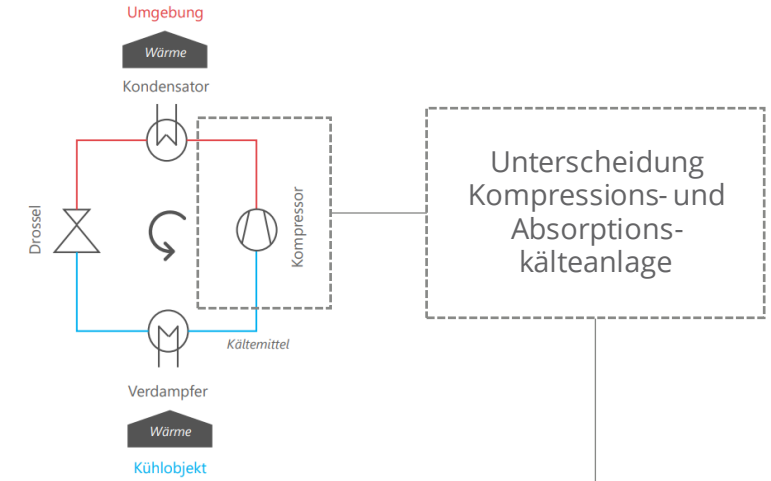 Umgebung
Wärme
Kondensator
Drossel
Kompressor
Kältemittel
Verdampfer
Wärme
Kühlobjekt
Unterscheidung
Kompressions- und
Absorptions-
kälteanlage